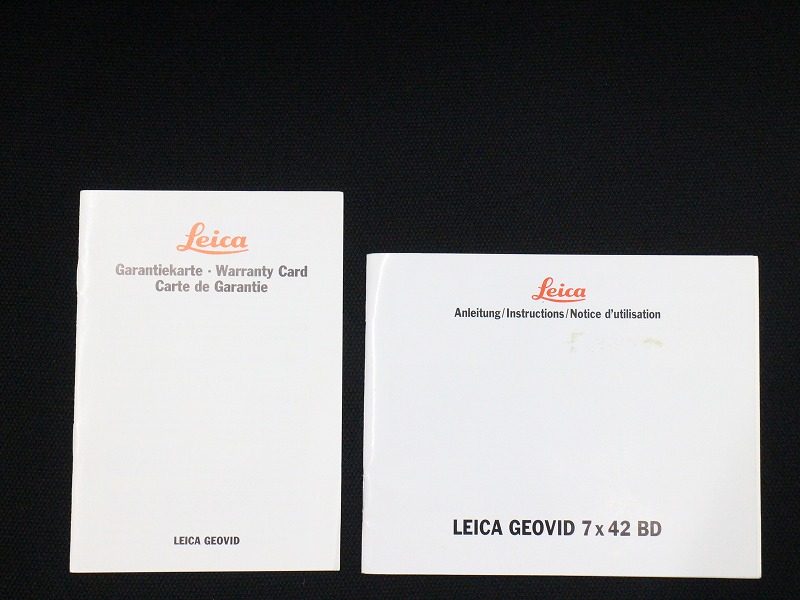 Leica
Garantiekarte · Warranty Card
Carte de Garantie
LEICA GEOVID
Leica
Anleitung/Instructions/Notice d'utilisation
LEICA GEOVID 7 x 42 BD